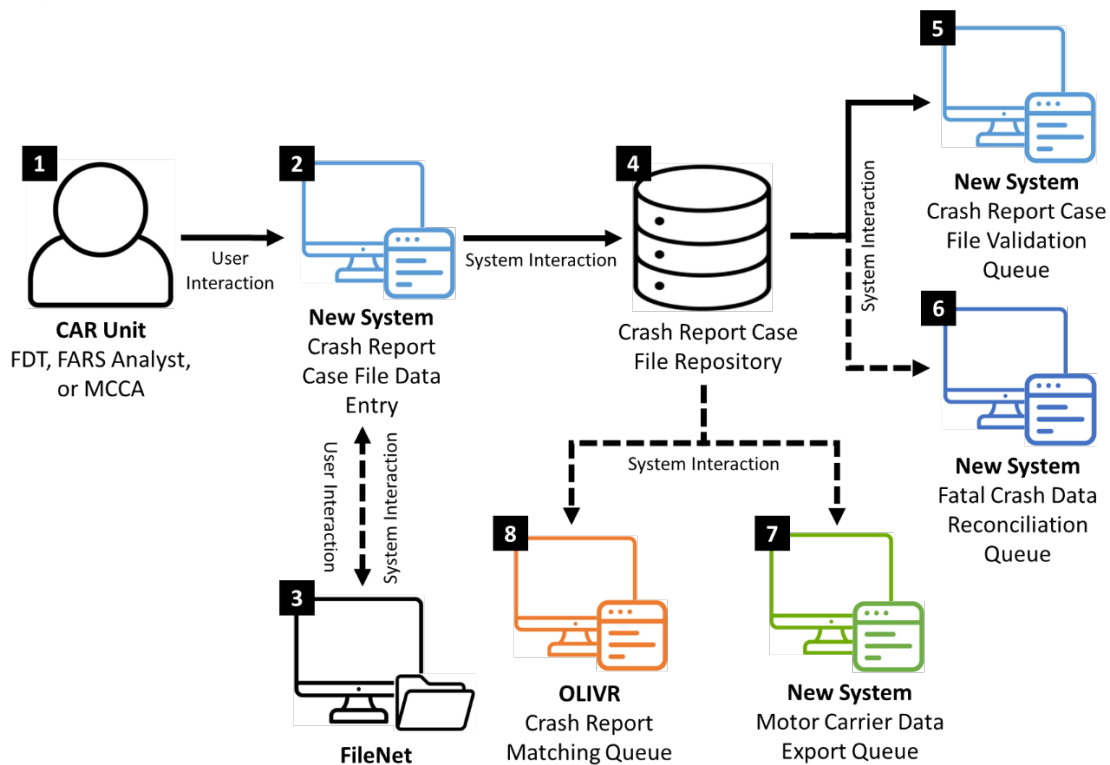 1
CAR Unit
FDT, FARS Analyst,
or MCCA
User
Interaction
2
New System
Crash Report
Case File Data
Entry
System Interaction
4
Crash Report Case
File Repository
System Interaction
5
New System
Crash Report Case
File Validation
Queue
6
New System
Fatal Crash Data
Reconciliation
Queue
User Interaction
System Interaction
3
FileNet
System Interaction
8
OLIVR
Crash Report
Matching Queue
7
New System
Motor Carrier Data
Export Queue